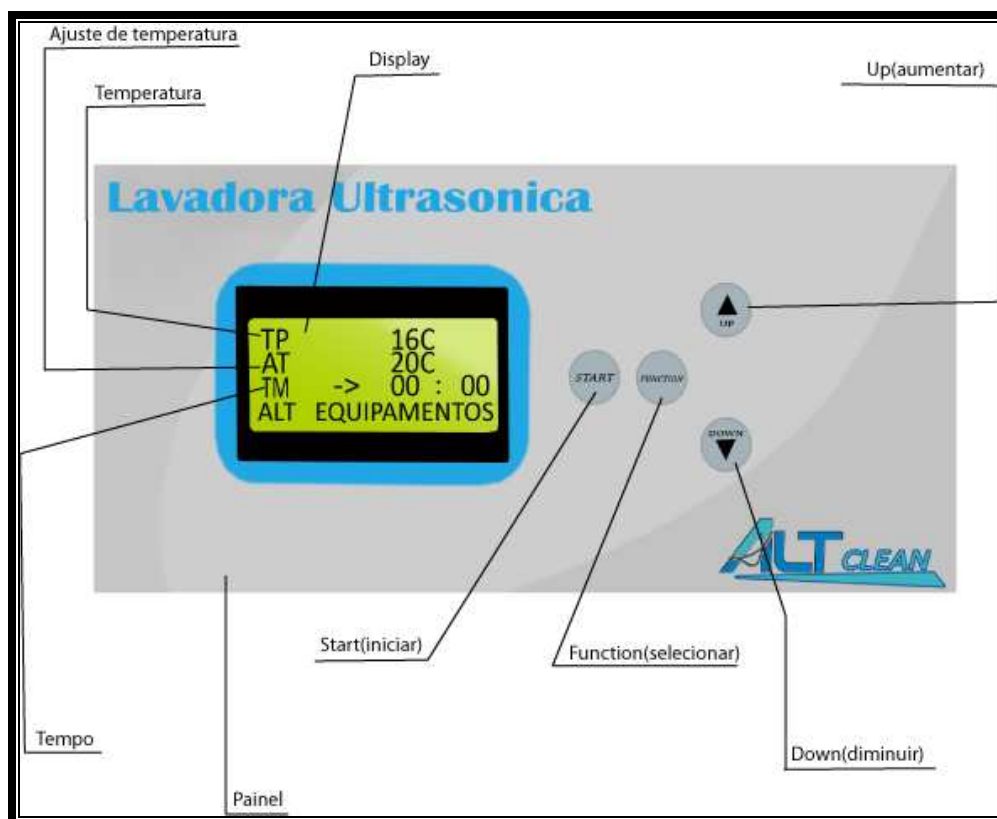 Ajuste de temperatura
Display
Up(aumentar)
Temperatura
Lavadora Ultrasonica
TP 16C
AT 20C
TM -> 00 : 00
ALT EQUIPAMENTOS
UP
START
FUNCTION
DOWN
ALT CLEAN
Start(iniciar)
Function(selecionar)
Tempo
Down(diminuir)
Painel